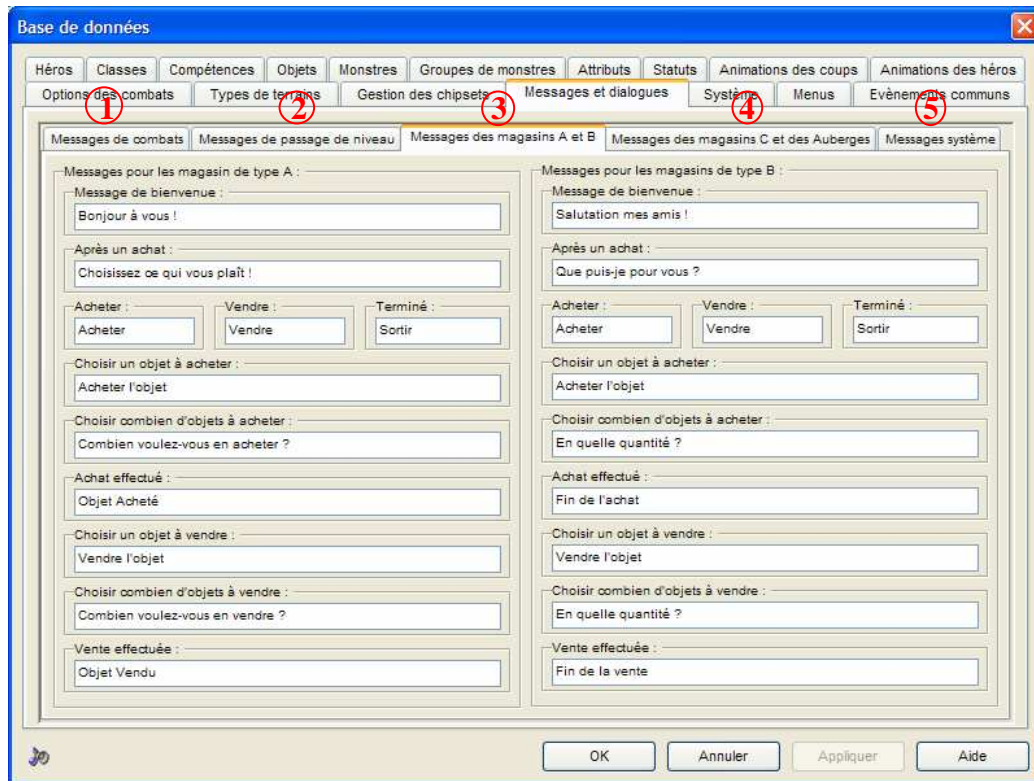 Base de données
Héros Classes Compétences Objets Monstres Groupes de monstres Attributs Statuts Animations des coups Animations des héros
Options des combats Types de terrains Gestion des chipsets Messages et dialogues Système Menus Evènements communs
1 2 3 4 5
Messages de combats Messages de passage de niveau Messages des magasins A et B Messages des magasins C et des Auberges Messages système
Messages pour les magasin de type A :
Message de bienvenue :
Bonjour à vous !
Après un achat :
Choisissez ce qui vous plaît !
Acheter : Vendre : Terminé :
Acheter Vendre Sortir
Choisir un objet à acheter :
Acheter l'objet
Choisir combien d'objets à acheter :
Combien voulez-vous en acheter ?
Achat effectué :
Objet Acheté
Choisir un objet à vendre :
Vendre l'objet
Choisir combien d'objets à vendre :
Combien voulez-vous en vendre ?
Vente effectuée :
Objet Vendu
Messages pour les magasins de type B :
Message de bienvenue :
Salutation mes amis !
Après un achat :
Que puis-je pour vous ?
Acheter : Vendre : Terminé :
Acheter Vendre Sortir
Choisir un objet à acheter :
Acheter l'objet
Choisir combien d'objets à acheter :
En quelle quantité ?
Achat effectué :
Fin de l'achat
Choisir un objet à vendre :
Vendre l'objet
Choisir combien d'objets à vendre :
En quelle quantité ?
Vente effectuée :
Fin de la vente
OK Annuler Appliquer Aide